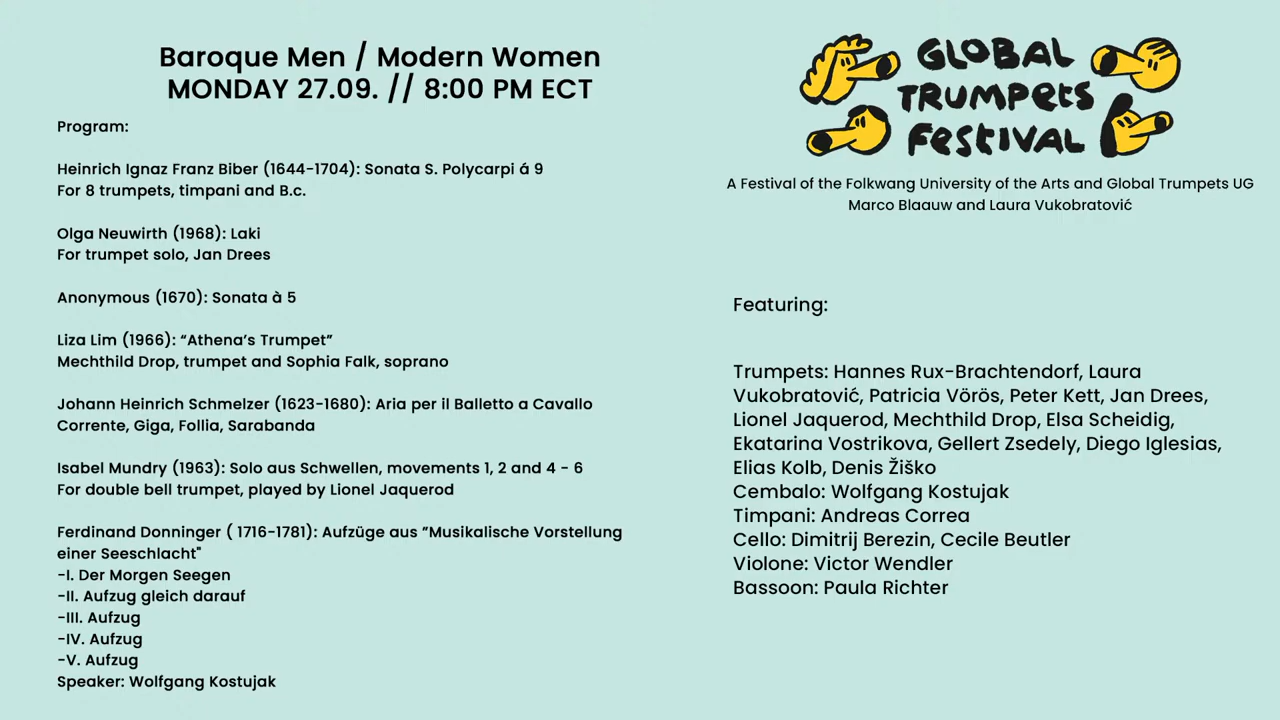 Baroque Men / Modern Women
MONDAY 27.09. // 8:00 PM ECT
Program:
Heinrich Ignaz Franz Biber (1644-1704): Sonata S. Polycarpi á 9
For 8 trumpets, timpani and B.c.
Olga Neuwirth (1968): Laki
For trumpet solo, Jan Drees
Anonymous (1670): Sonata à 5
Liza Lim (1966): “Athena’s Trumpet”
Mechthild Drop, trumpet and Sophia Falk, soprano
Johann Heinrich Schmelzer (1623-1680): Aria per il Balletto a Cavallo
Corrente, Giga, Follia, Sarabanda
Isabel Mundry (1963): Solo aus Schwellen, movements 1, 2 and 4 - 6
For double bell trumpet, played by Lionel Jaquerod
Ferdinand Donninger ( 1716-1781): Aufzüge aus ”Musikalische Vorstellung
einer Seeschlacht"
-I. Der Morgen Seegen
-II. Aufzug gleich darauf
-III. Aufzug
-IV. Aufzug
-V. Aufzug
Speaker: Wolfgang Kostujak
GLOBAL
TRUMPets
FeSTiVAL
A Festival of the Folkwang University of the Arts and Global Trumpets UG
Marco Blaauw and Laura Vukobratović
Featuring:
Trumpets: Hannes Rux-Brachtendorf, Laura
Vukobratović, Patricia Vörös, Peter Kett, Jan Drees,
Lionel Jaquerod, Mechthild Drop, Elsa Scheidig,
Ekatarina Vostrikova, Gellert Zsedely, Diego Iglesias,
Elias Kolb, Denis Žiško
Cembalo: Wolfgang Kostujak
Timpani: Andreas Correa
Cello: Dimitrij Berezin, Cecile Beutler
Violone: Victor Wendler
Bassoon: Paula Richter